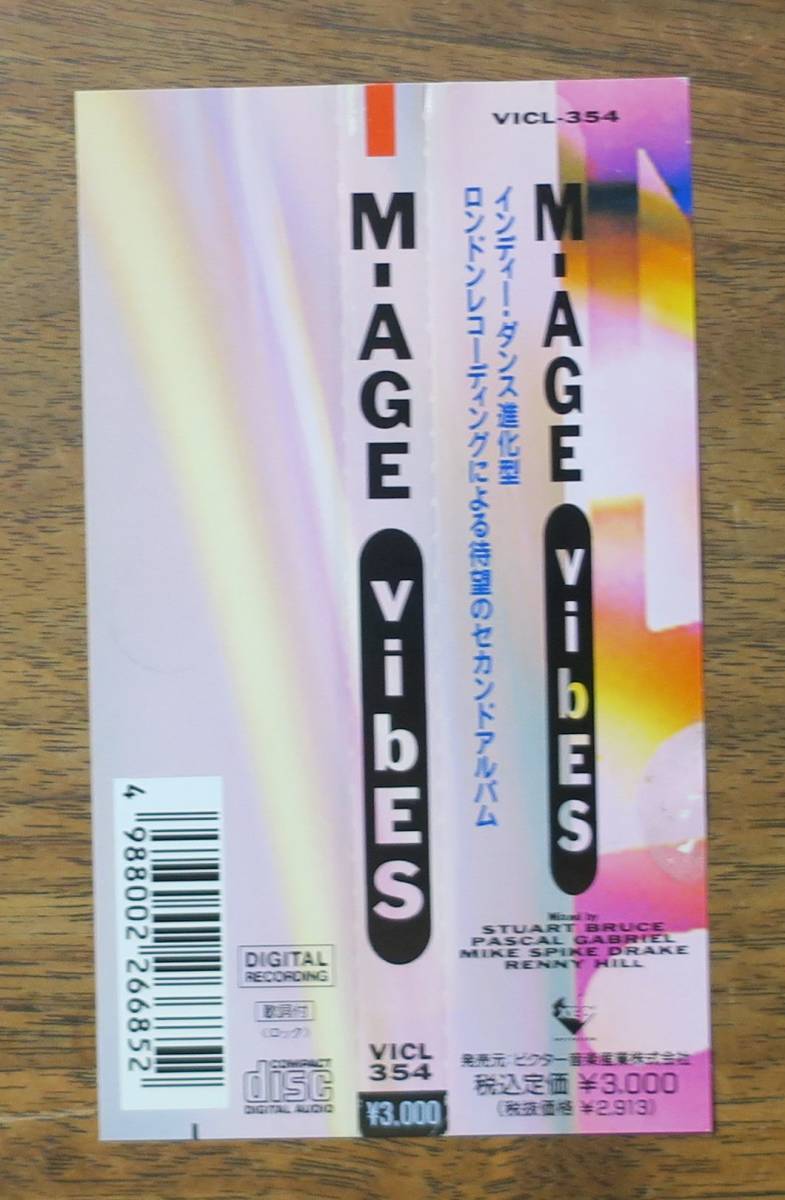 VICL-354
M-AGE
vibES
インディー・ダンス進化型
ロンドンレコーディングによる待望のセカンドアルバム
Mixed by
STUART BRUCE
PASCAL GABRIEL
MIKE SPIKE DRAKE
RENNY HILL
発売元/ビクター音楽産業株式会社
税込定価 ¥3,000
(税抜価格 ¥2,913)
M-AGE
vibES
VICL
354
¥3,000
DIGITAL
RECORDING
歌詞付
〈ロック〉
COMPACT
disc
DIGITAL AUDIO
4 988002 266852